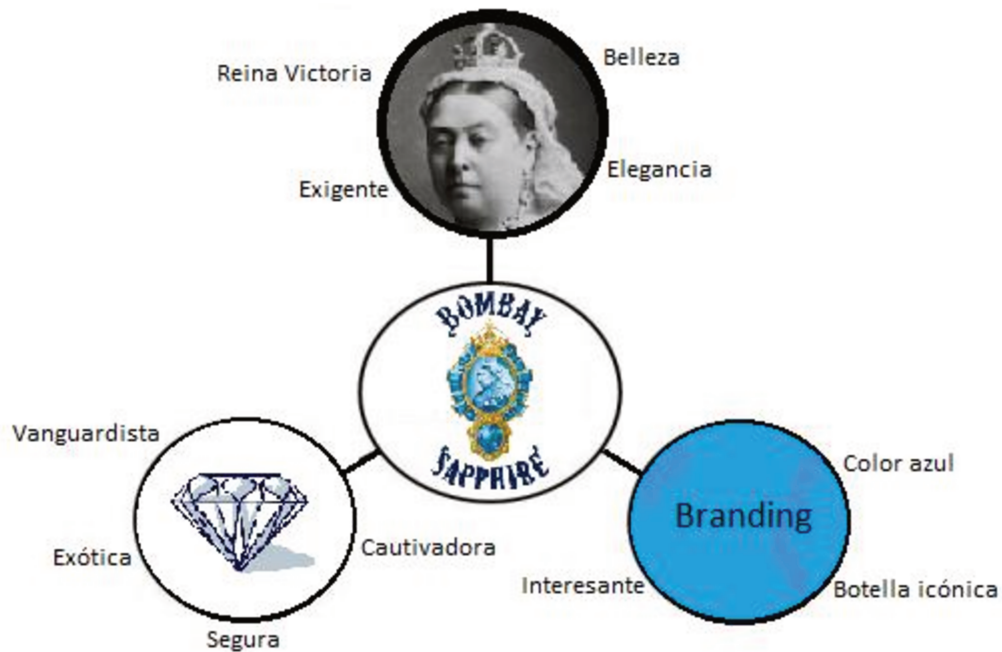 Reina Victoria
Belleza
Exigente
Elegancia
BOMBAY
SAPPHIRE
Vanguardista
Exótica
Cautivadora
Segura
Branding
Color azul
Interesante
Botella icónica